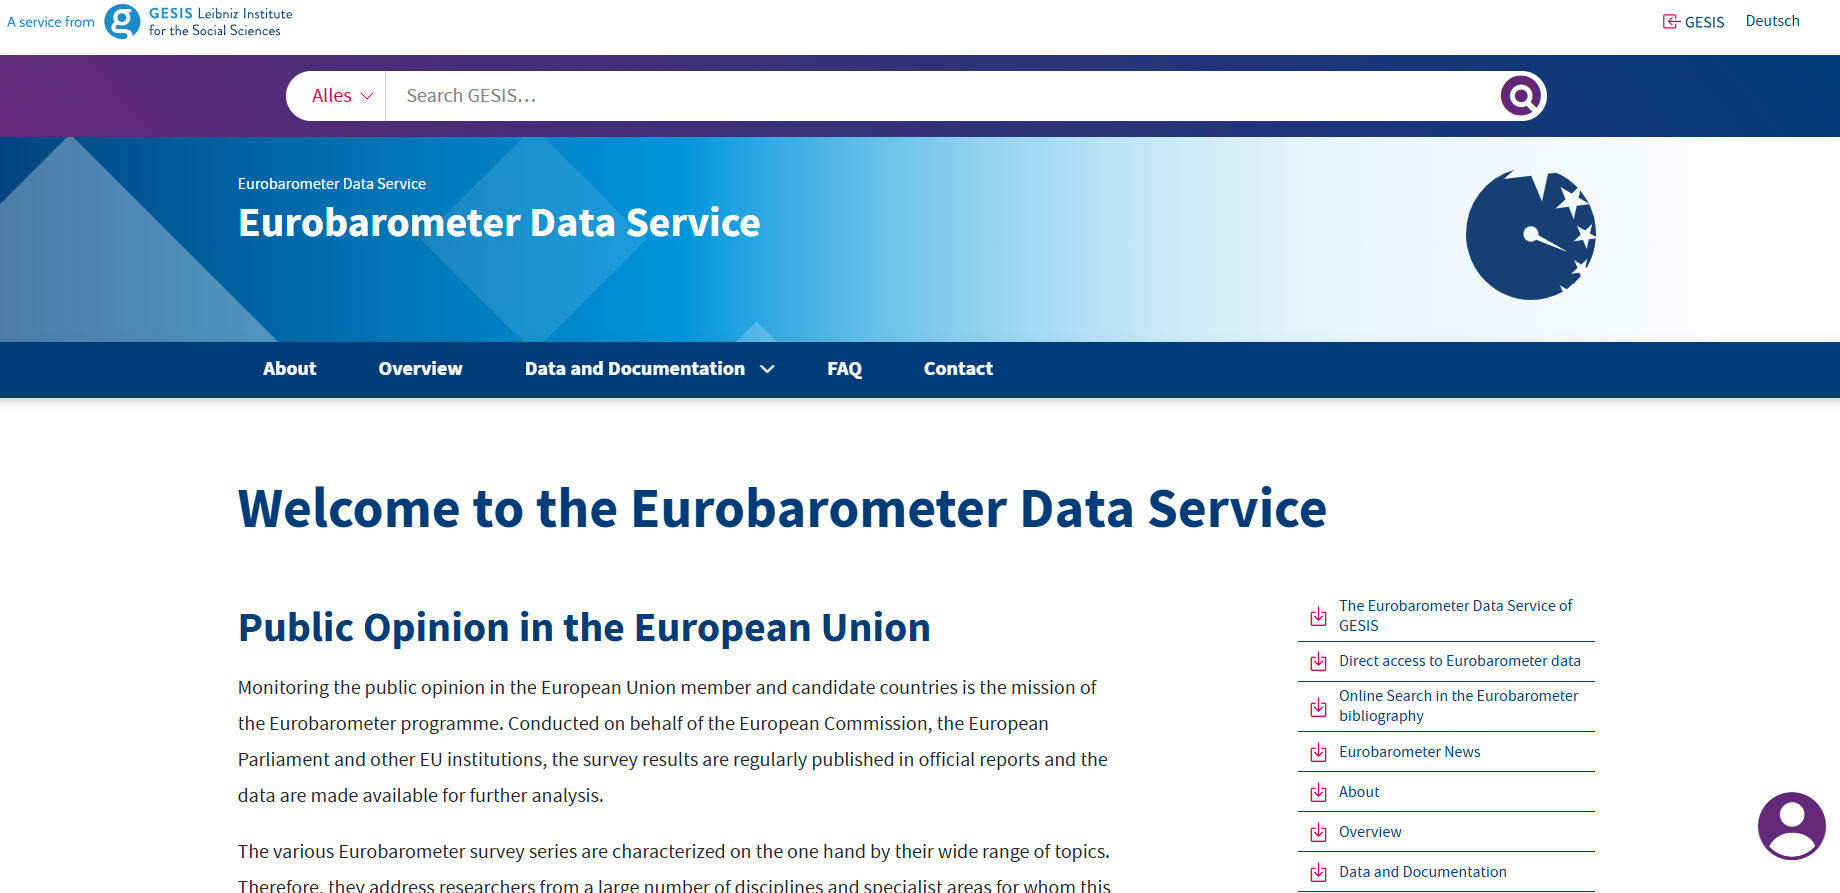 A service from
GESIS Leibniz Institute
for the Social Sciences
GESIS
Deutsch
Alles
Search GESIS...
Eurobarometer Data Service
Eurobarometer Data Service
About
Overview
Data and Documentation
FAQ
Contact
Welcome to the Eurobarometer Data Service
Public Opinion in the European Union
Monitoring the public opinion in the European Union member and candidate countries is the mission of
the Eurobarometer programme. Conducted on behalf of the European Commission, the European
Parliament and other EU institutions, the survey results are regularly published in official reports and the
data are made available for further analysis.
The various Eurobarometer survey series are characterized on the one hand by their wide range of topics.
Therefore, they address researchers from a large number of disciplines and specialist areas for whom this
The Eurobarometer Data Service of
GESIS
Direct access to Eurobarometer data
Online Search in the Eurobarometer
bibliography
Eurobarometer News
About
Overview
Data and Documentation